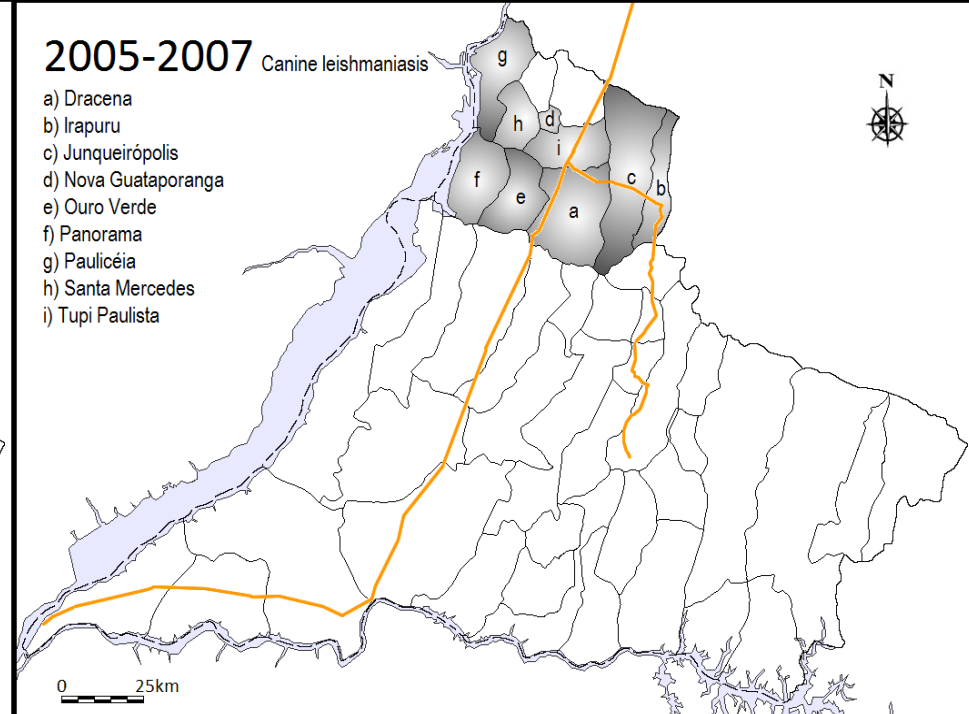 2005-2007 Canine leishmaniasis
a) Dracena
b) Irapuru
c) Junqueirópolis
d) Nova Guataporanga
e) Ouro Verde
f) Panorama
g) Paulicéia
h) Santa Mercedes
i) Tupi Paulista
N
g
h
d
i
f
e
a
c
b
0 25km